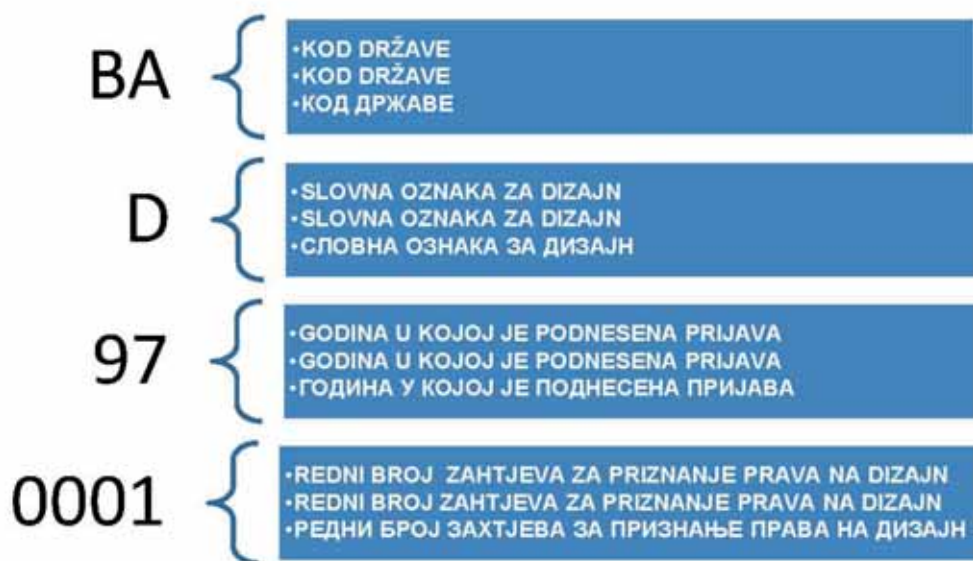 BA
•KOD DRŽAVE
•KOD DRŽAVE
•КОД ДРЖАВЕ
D
•SLOVNA OZNAKA ZA DIZAJN
•SLOVNA OZNAKA ZA DIZAJN
•СЛОВНА ОЗНАКА ЗА ДИЗАЈН
97
•GODINA U KOJOJ JE PODNESENA PRIJAVA
•GODINA U KOJOJ JE PODNESENA PRIJAVA
•ГОДИНА У КОЈОЈ ЈЕ ПОДНЕСЕНА ПРИЈАВА
0001
•REDNI BROJ ZAHTJEVA ZA PRIZNANJE PRAVA NA DIZAJN
•REDNI BROJ ZAHTJEVA ZA PRIZNANJE PRAVA NA DIZAJN
•РЕДНИ БРОЈ ЗАХТЈЕВА ЗА ПРИЗНАЊЕ ПРАВА НА ДИЗАЈН